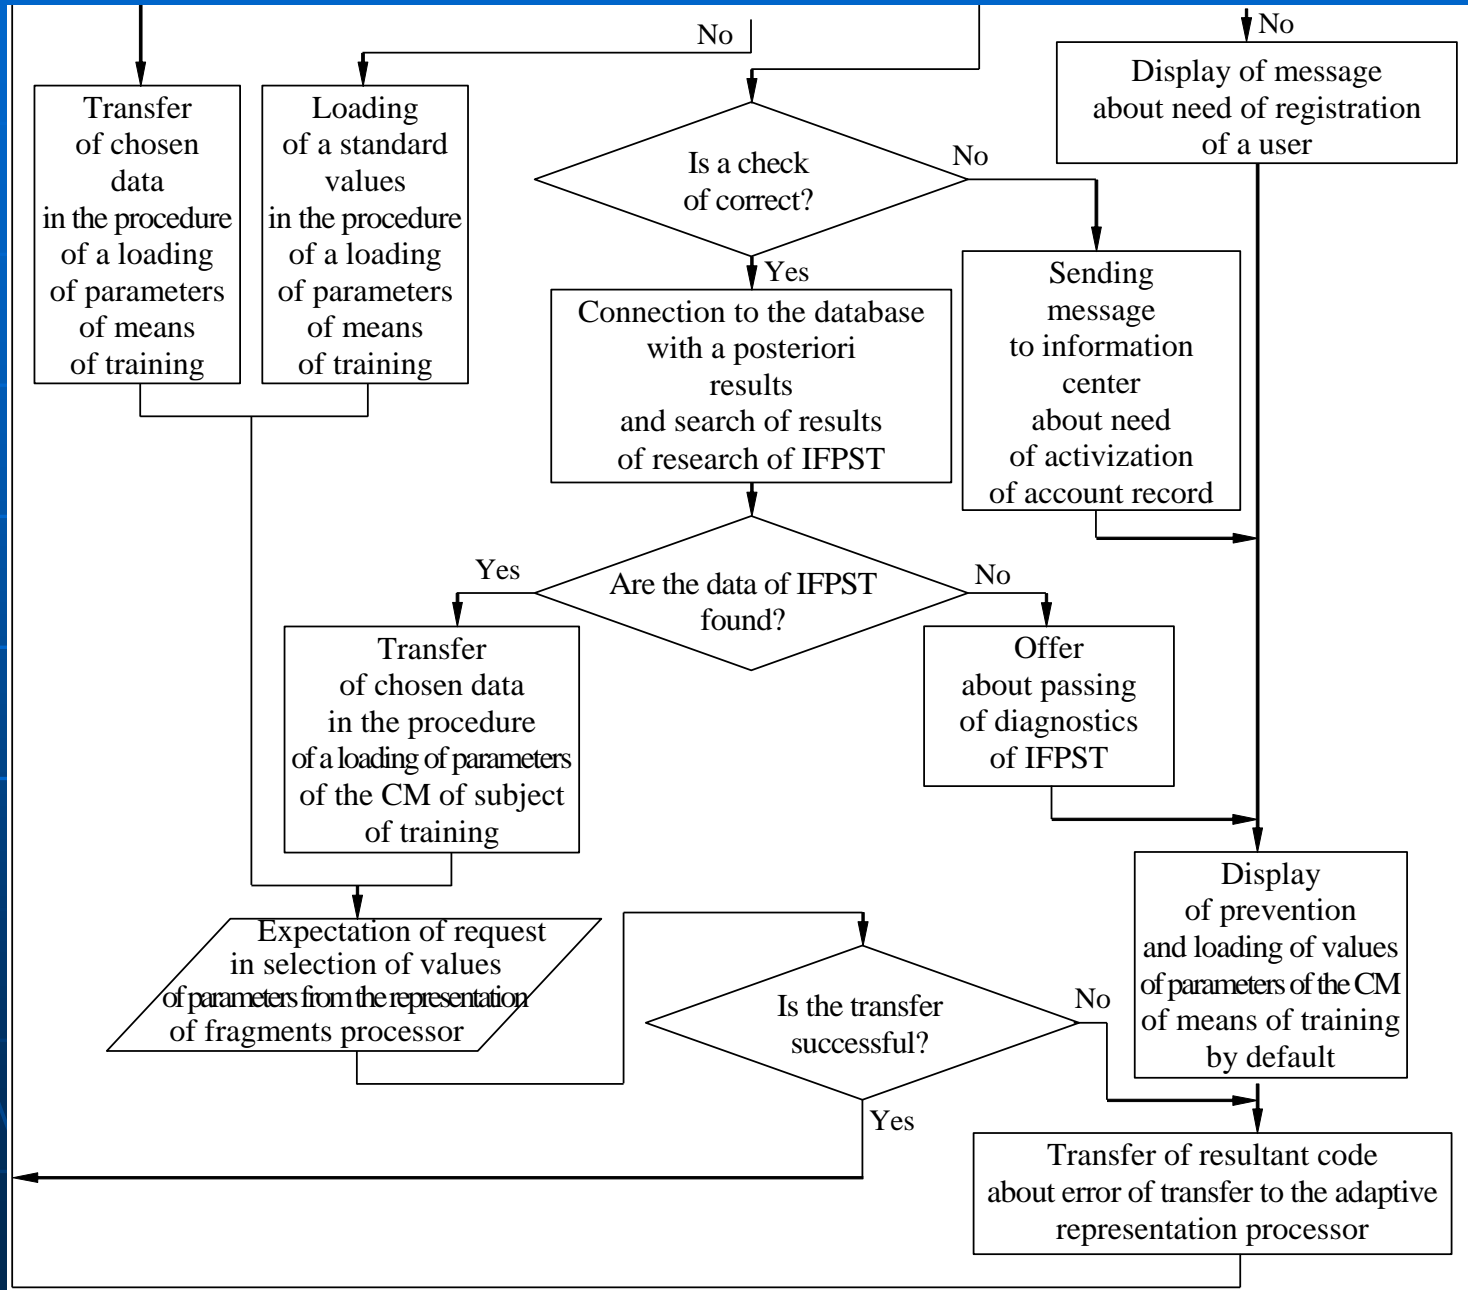 No
No
Transfer
of chosen
data
in the procedure
of a loading
of parameters
of means
of training
Loading
of a standard
values
in the procedure
of a loading
of parameters
of means
of training
Is a check
of correct?
No
Yes
Display of message
about need of registration
of a user
Connection to the database
with a posteriori
results
and search of results
of research of IFPST
Sending
message
to information
center
about need
of activization
of account record
Yes
Are the data of IFPST
found?
No
Transfer
of chosen data
in the procedure
of a loading of parameters
of the CM of subject
of training
Offer
about passing
of diagnostics
of IFPST
Display
of prevention
and loading of values
of parameters of the CM
of means of training
by default
Expectation of request
in selection of values
of parameters from the representation
of fragments processor
Is the transfer
successful?
No
Yes
Transfer of resultant code
about error of transfer to the adaptive
representation processor